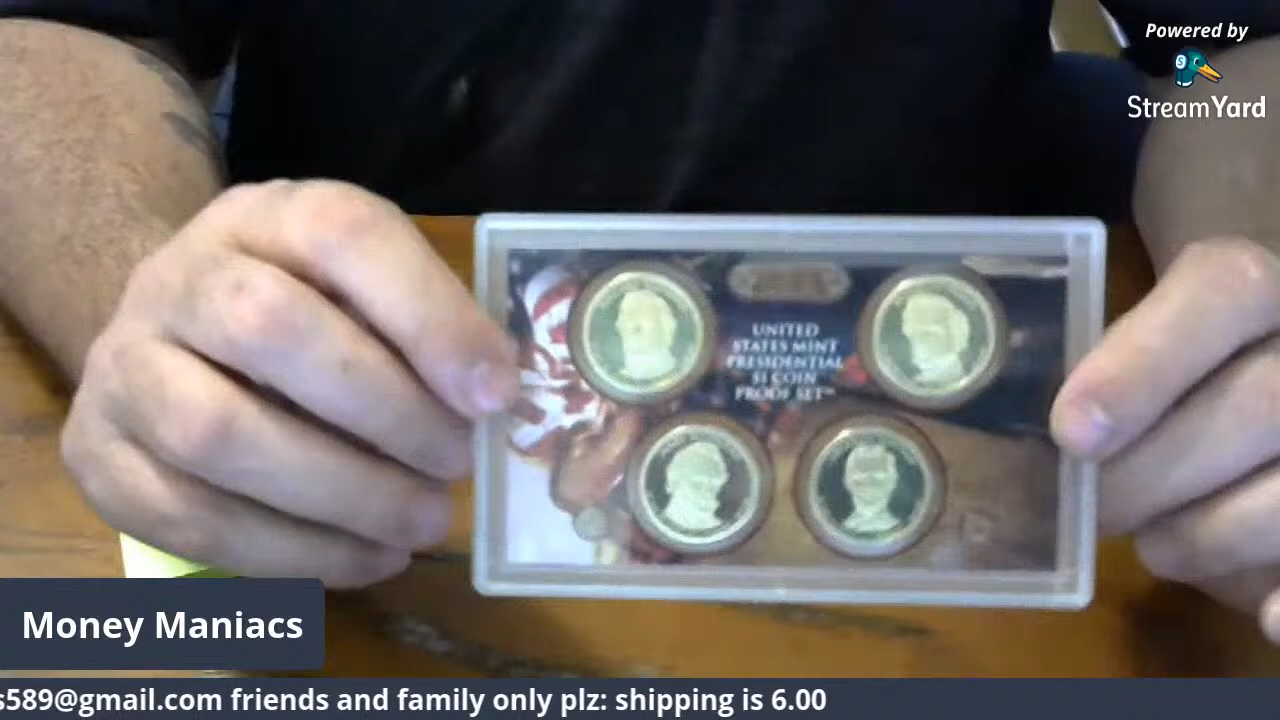 Powered by
StreamYard
UNITED
STATES MINT
PRESIDENTIAL
$1 COIN
PROOF SET™
Money Maniacs
s589@gmail.com friends and family only plz: shipping is 6.00